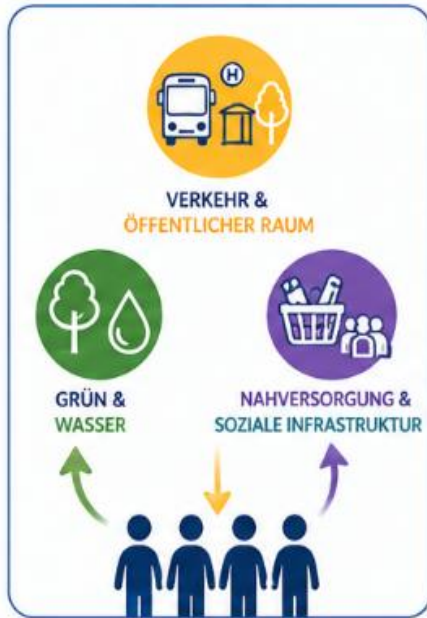 H
VERKEHR &
ÖFFENTLICHER RAUM
GRÜN &
WASSER
NAHVERSORGUNG &
SOZIALE INFRASTRUKTUR